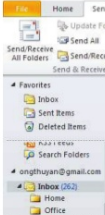 File Home Sen
Update Fo
Send All
Send/Receive
All Folders
Send/Rece
Send & Receive
Favorites
Inbox
Sent Items
Deleted Items
RSS Feeds
Search Folders
ongthuyan@gmail.com
Inbox (262)
Home
Office